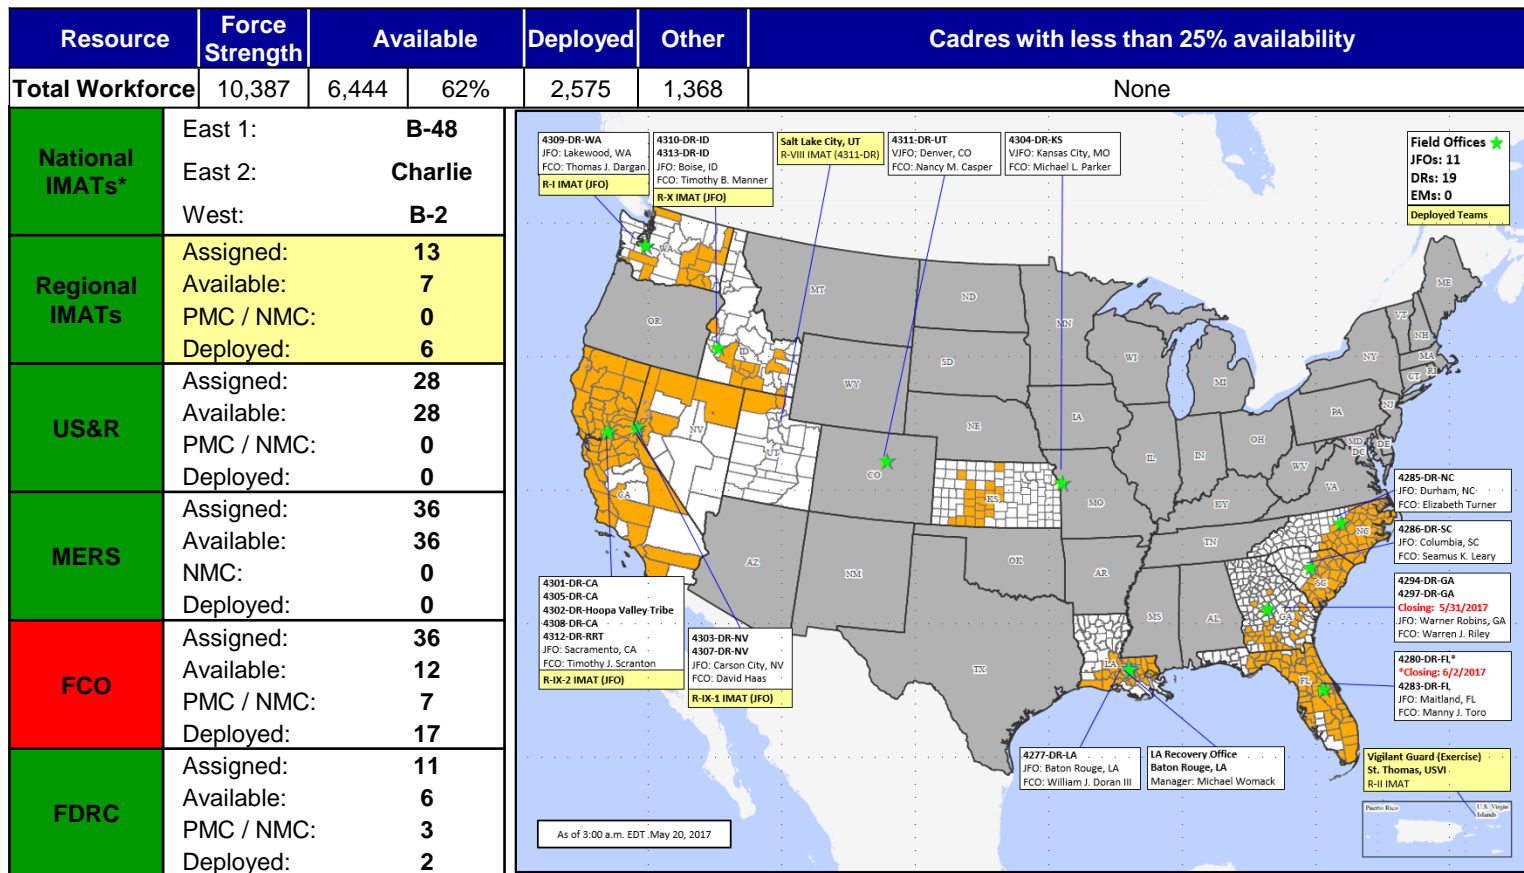 Resource Force Strength Available Deployed Other Cadres with less than 25% availability
Total Workforce 10,387 6,444 62% 2,575 1,368 None
National IMATs*
East 1: B-48
East 2: Charlie
West: B-2
Regional IMATs
Assigned: 13
Available: 7
PMC / NMC: 0
Deployed: 6
US&R
Assigned: 28
Available: 28
PMC / NMC: 0
Deployed: 0
MERS
Assigned: 36
Available: 36
NMC: 0
Deployed: 0
FCO
Assigned: 36
Available: 12
PMC / NMC: 7
Deployed: 17
FDRC
Assigned: 11
Available: 6
PMC / NMC: 3
Deployed: 2
4309-DR-WA
JFO: Lakewood, WA
FCO: Thomas J. Dargan
R-I IMAT (JFO)
4310-DR-ID
4313-DR-ID
JFO: Boise, ID
FCO: Timothy B. Manner
R-X IMAT (JFO)
Salt Lake City, UT
R-VIII IMAT (4311-DR)
4311-DR-UT
VJFO: Denver, CO
FCO: Nancy M. Casper
4304-DR-KS
VJFO: Kansas City, MO
FCO: Michael L. Parker
Field Offices
JFOs: 11
DRs: 19
EMs: 0
Deployed Teams
WA
MT
ND
MN
ME
VT
NH
OR
ID
SD
WI
MI
NY
MA
CT
RI
WY
IA
PA
NJ
NE
NV
UT
IL
IN
OH
MD
DE
DC
WV
CO
VA
CA
KS
MO
KY
NC
TN
AZ
NM
OK
AR
SC
MS
AL
GA
TX
LA
FL
4285-DR-NC
JFO: Durham, NC
FCO: Elizabeth Turner
4286-DR-SC
JFO: Columbia, SC
FCO: Seamus K. Leary
4294-DR-GA
4297-DR-GA
Closing: 5/31/2017
JFO: Warner Robins, GA
FCO: Warren J. Riley
4280-DR-FL*
*Closing: 6/2/2017
4283-DR-FL
JFO: Maitland, FL
FCO: Manny J. Toro
4301-DR-CA
4305-DR-CA
4302-DR-Hoopa Valley Tribe
4308-DR-CA
4312-DR-RRT
JFO: Sacramento, CA
FCO: Timothy J. Scranton
R-IX-2 IMAT (JFO)
4303-DR-NV
4307-DR-NV
JFO: Carson City, NV
FCO: David Haas
R-IX-1 IMAT (JFO)
4277-DR-LA
JFO: Baton Rouge, LA
FCO: William J. Doran III
LA Recovery Office
Baton Rouge, LA
Manager: Michael Womack
Vigilant Guard (Exercise)
St. Thomas, USVI
R-II IMAT
Puerto Rico
U.S. Virgin
Islands
As of 3:00 a.m. EDT May 20, 2017